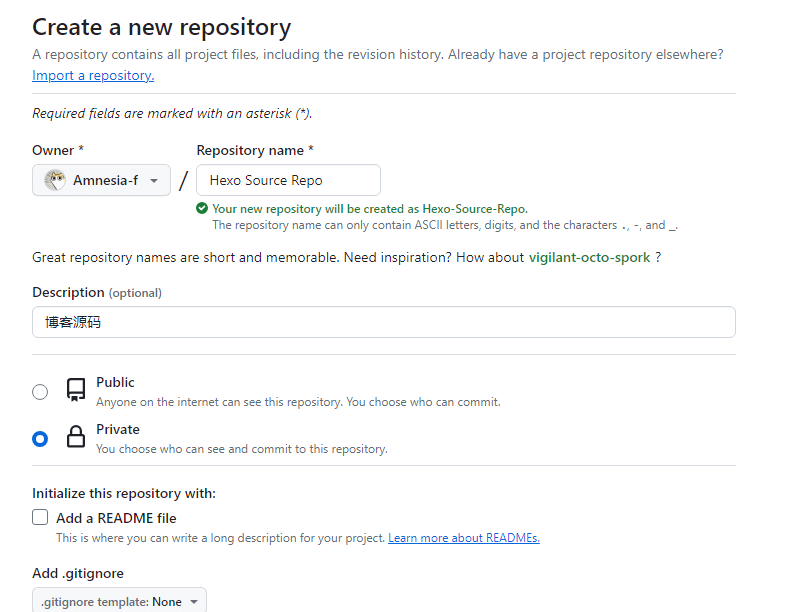 Create a new repository
A repository contains all project files, including the revision history. Already have a project repository elsewhere?
Import a repository.
Required fields are marked with an asterisk (*).
Owner * Repository name *
Amnesia-f / Hexo Source Repo
Your new repository will be created as Hexo-Source-Repo.
The repository name can only contain ASCII letters, digits, and the characters ., -, and _.
Great repository names are short and memorable. Need inspiration? How about vigilant-octo-spork ?
Description (optional)
博客源码
Public
Anyone on the internet can see this repository. You choose who can commit.
Private
You choose who can see and commit to this repository.
Initialize this repository with:
Add a README file
This is where you can write a long description for your project. Learn more about READMEs.
Add .gitignore
.gitignore template: None